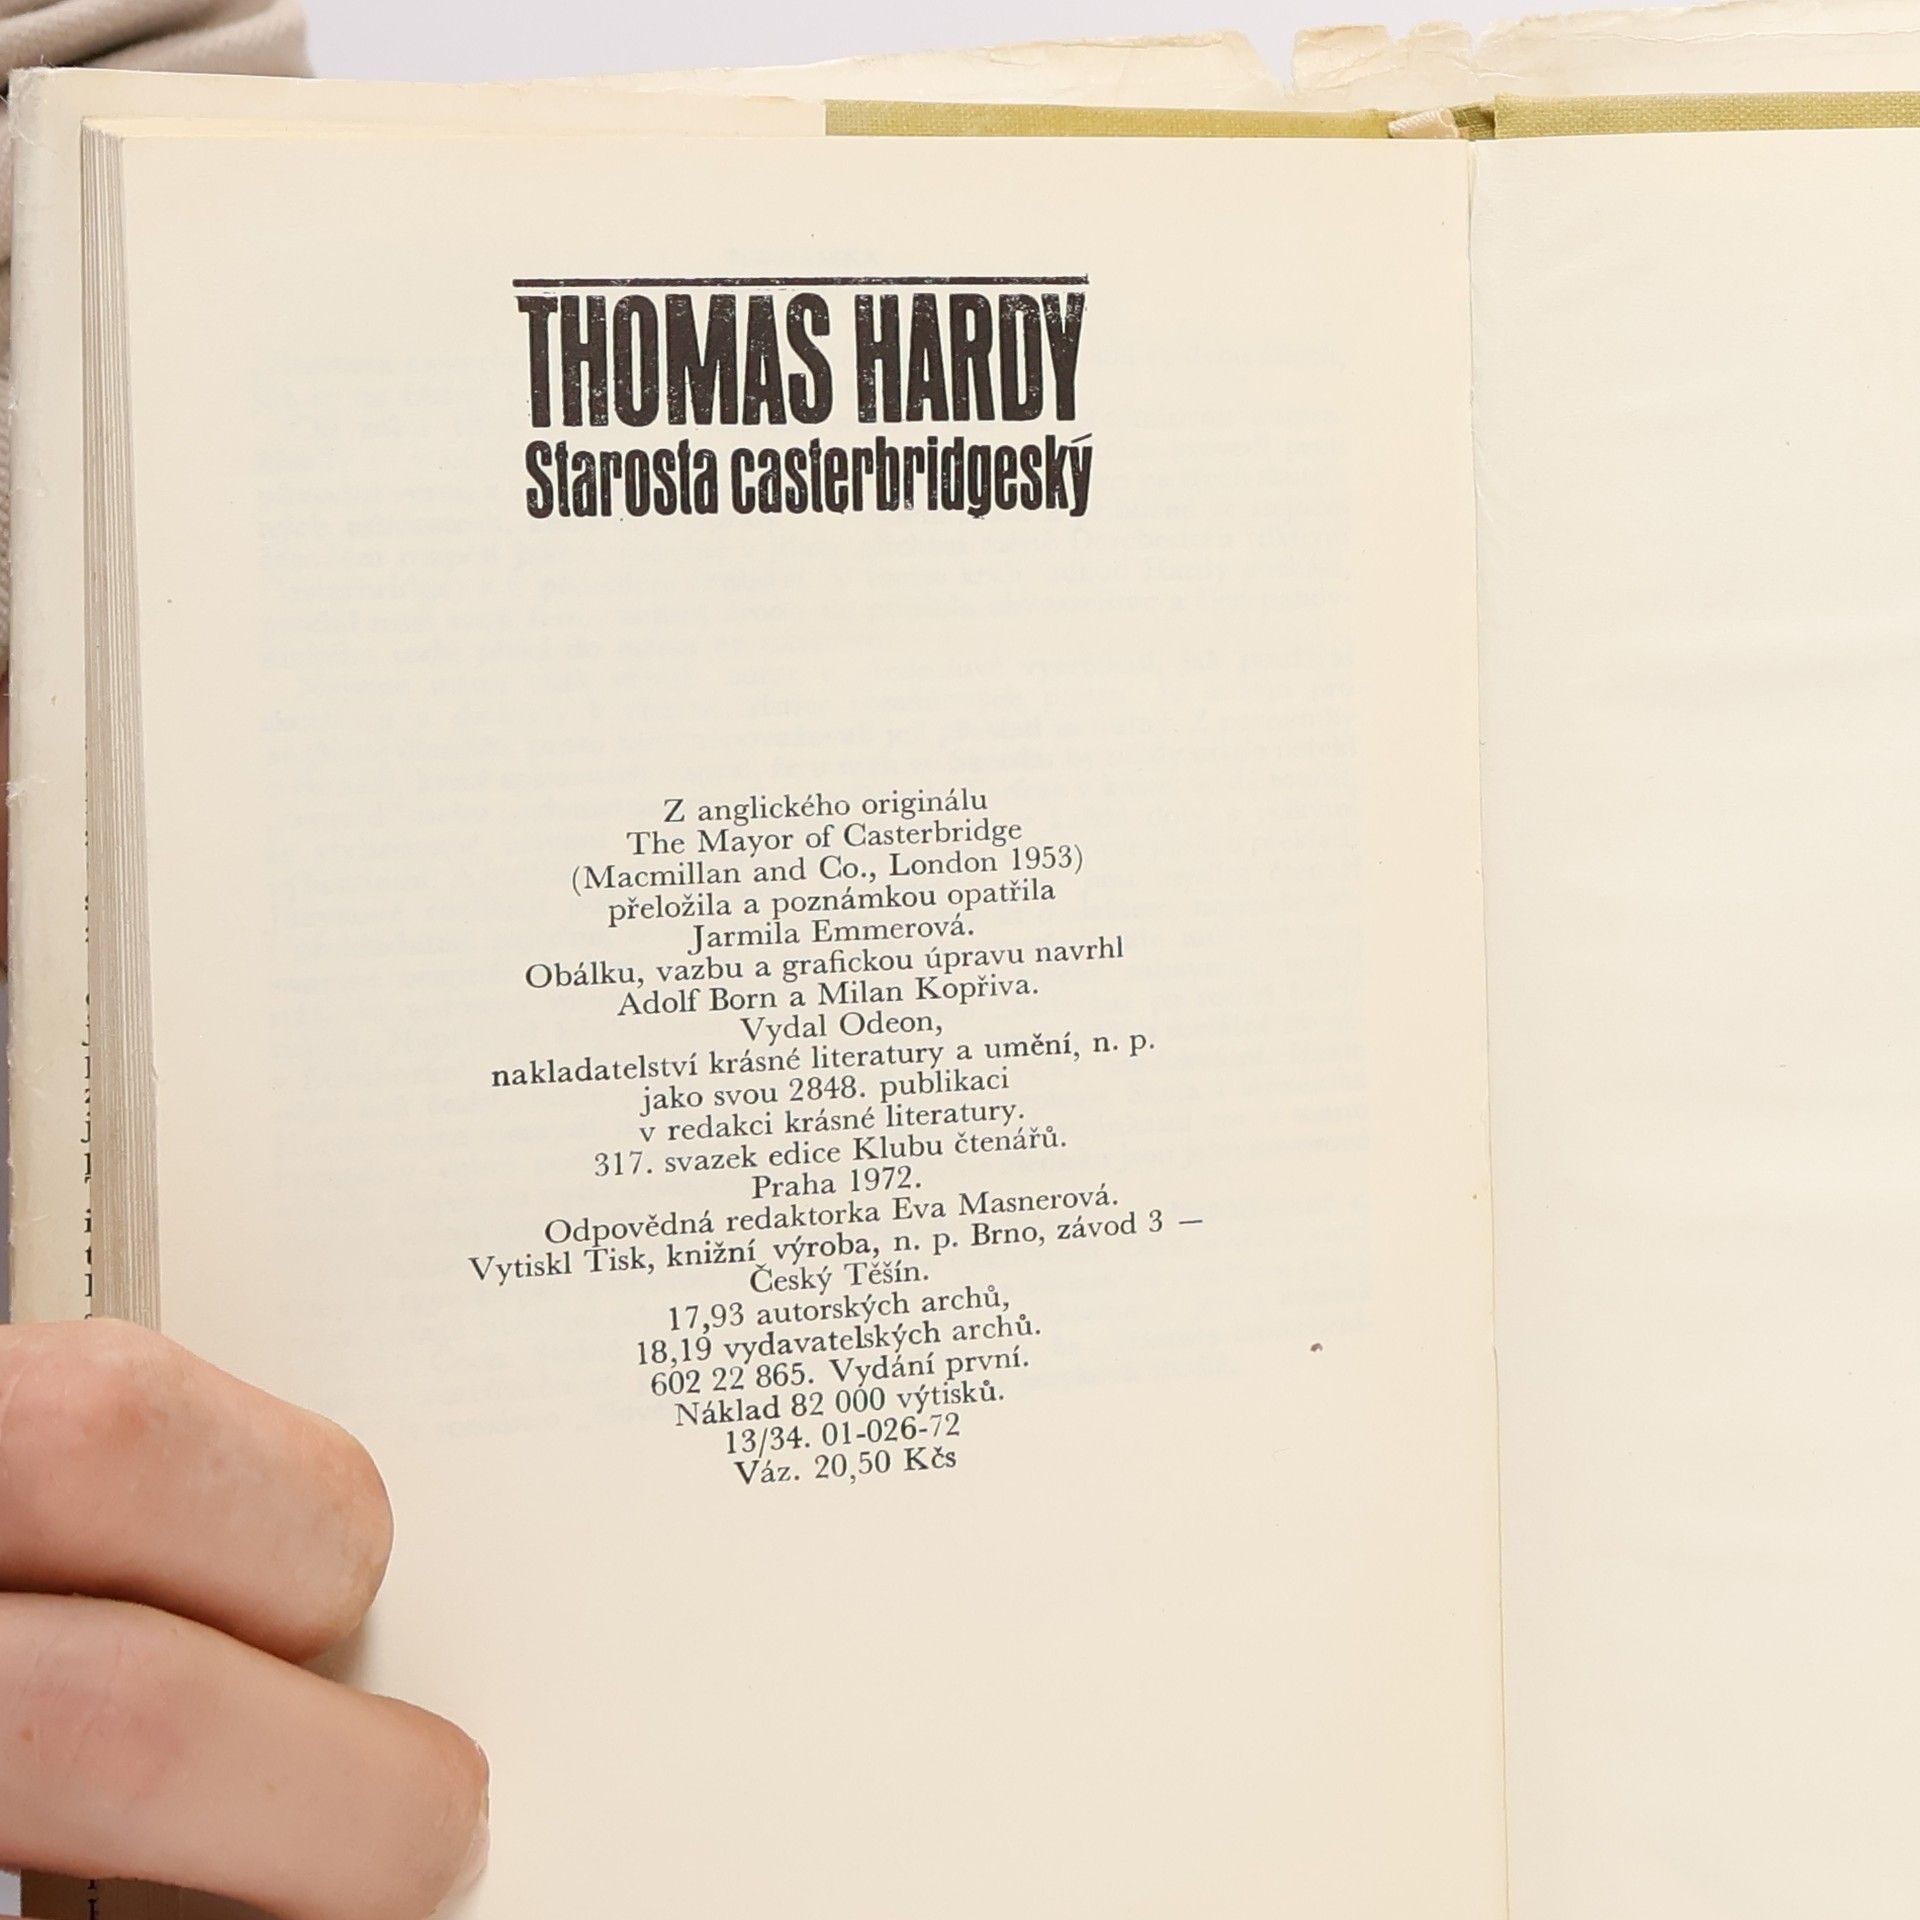 THOMAS HARDY
Starosta casterbridgeský
Z anglického originálu
The Mayor of Casterbridge
(Macmillan and Co., London 1953)
přeložila a poznámkou opatřila
Jarmila Emmerová.
Obálku, vazbu a grafickou úpravu navrhl
Adolf Born a Milan Kopřiva.
Vydal Odeon,
nakladatelství krásné literatury a umění, n. p.
jako svou 2848. publikaci
v redakci krásné literatury.
317. svazek edice Klubu čtenářů.
Praha 1972.
Odpovědná redaktorka Eva Masnerová.
Vytiskl Tisk, knižní výroba, n. p. Brno, závod 3 —
Český Těšín.
17,93 autorských archů,
18,19 vydavatelských archů.
602 22 865. Vydání první.
Náklad 82 000 výtisků.
13/34. 01-026-72
Váz. 20,50 Kčs